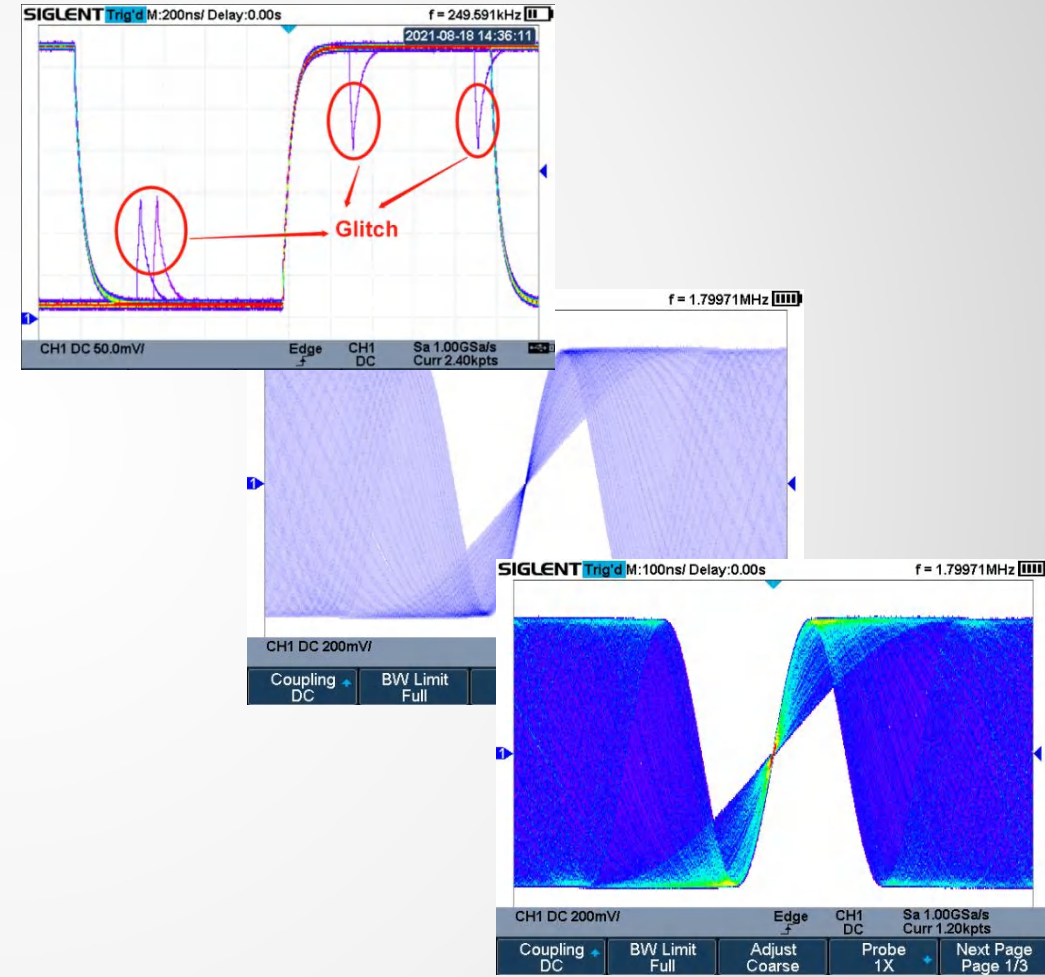 SIGLENT Trig'd M:200ns/ Delay:0.00s f = 249.591kHz
2021-08-18 14:36:11
Glitch
1
CH1 DC 50.0mV/ Edge CH1 Sa 1.00GSa/s
DC Curr 2.40kpts
f = 1.79971MHz
1
CH1 DC 200mV/
Coupling BW Limit
DC Full
SIGLENT Trig'd M:100ns/ Delay:0.00s f = 1.79971MHz
1
CH1 DC 200mV/ Edge CH1 Sa 1.00GSa/s
DC Curr 1.20kpts
Coupling BW Limit Adjust Probe Next Page
DC Full Coarse 1X Page 1/3